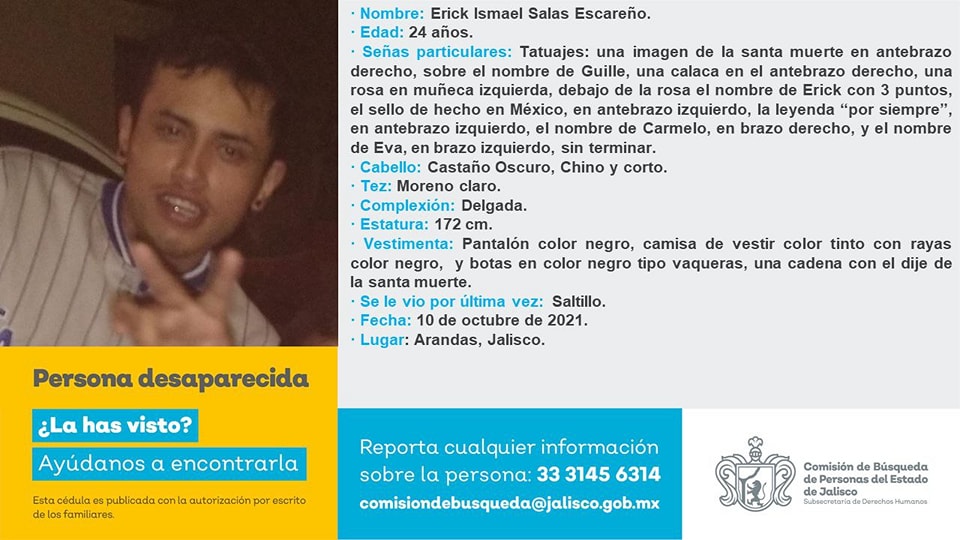 · Nombre: Erick Ismael Salas Escareño.
· Edad: 24 años.
· Señas particulares: Tatuajes: una imagen de la santa muerte en antebrazo
derecho, sobre el nombre de Guille, una calaca en el antebrazo derecho, una
rosa en muñeca izquierda, debajo de la rosa el nombre de Erick con 3 puntos,
el sello de hecho en México, en antebrazo izquierdo, la leyenda “por siempre”,
en antebrazo izquierdo, el nombre de Carmelo, en brazo derecho, y el nombre
de Eva, en brazo izquierdo, sin terminar.
· Cabello: Castaño Oscuro, Chino y corto.
· Tez: Moreno claro.
· Complexión: Delgada.
· Estatura: 172 cm.
· Vestimenta: Pantalón color negro, camisa de vestir color tinto con rayas
color negro, y botas en color negro tipo vaqueras, una cadena con el dije de
la santa muerte.
· Se le vio por última vez: Saltillo.
· Fecha: 10 de octubre de 2021.
· Lugar: Arandas, Jalisco.
Persona desaparecida
¿La has visto?
Ayúdanos a encontrarla
Esta cédula es publicada con la autorización por escrito
de los familiares.
Reporta cualquier información
sobre la persona: 33 3145 6314
comisiondebusqueda@jalisco.gob.mx
Comisión de Búsqueda
de Personas del Estado
de Jalisco
Subsecretaría de Derechos Humanos